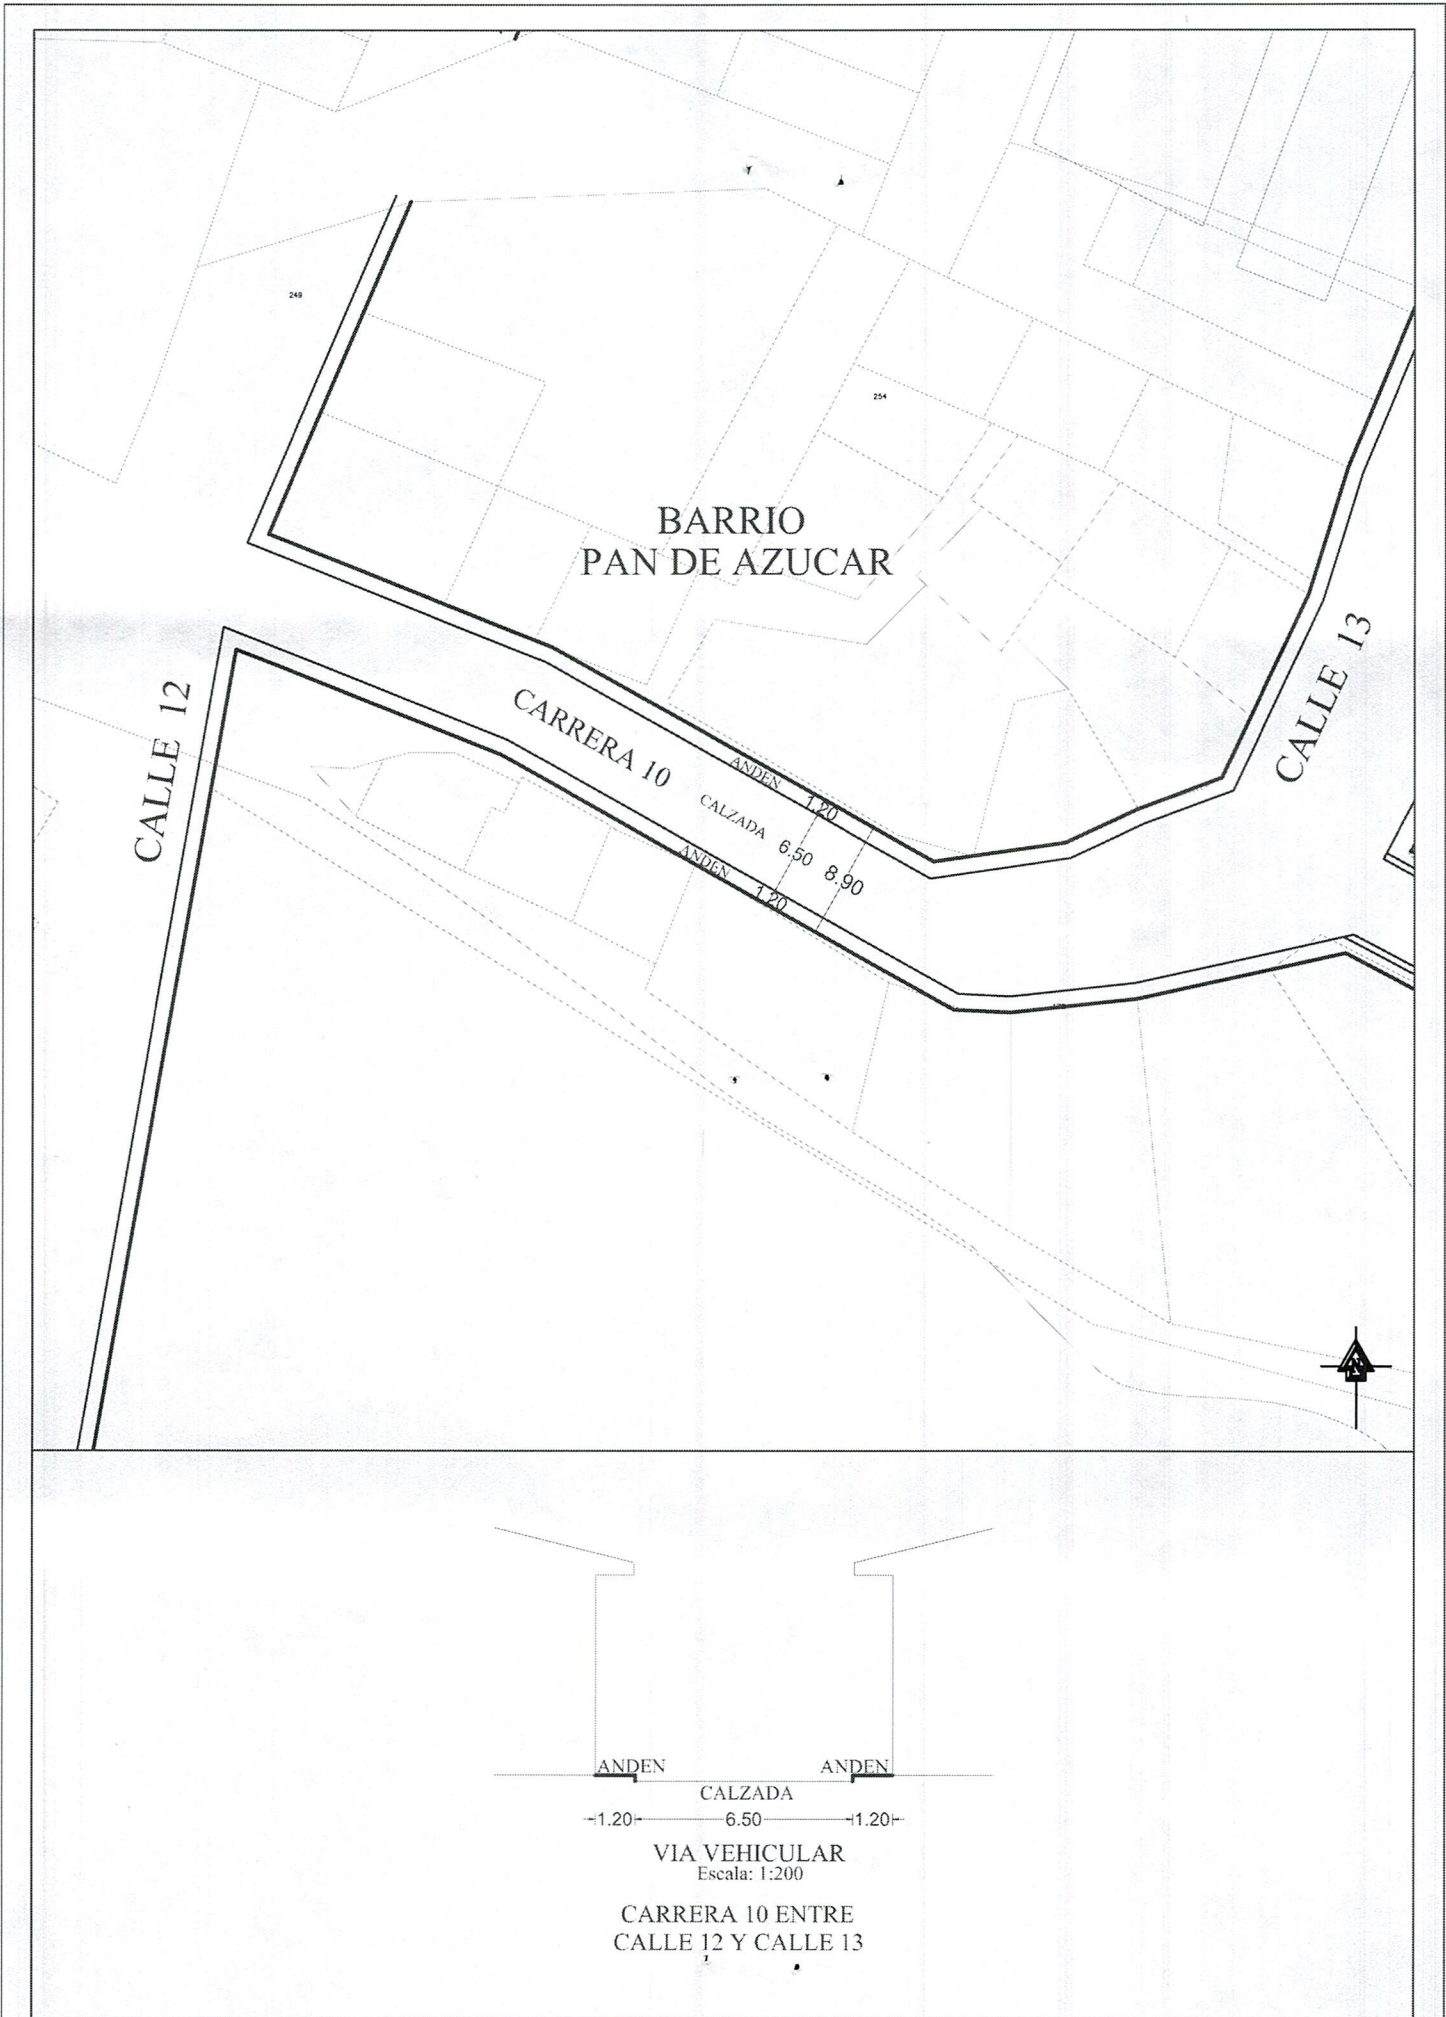 249
254
BARRIO
PAN DE AZUCAR
CALLE 12
CARRERA 10
CALLE 13
ANDEN 1.20
CALZADA 6.50 8.90
ANDEN 1.20
N
ANDEN ANDEN
CALZADA
1.20 6.50 1.20
VIA VEHICULAR
Escala: 1:200
CARRERA 10 ENTRE
CALLE 12 Y CALLE 13